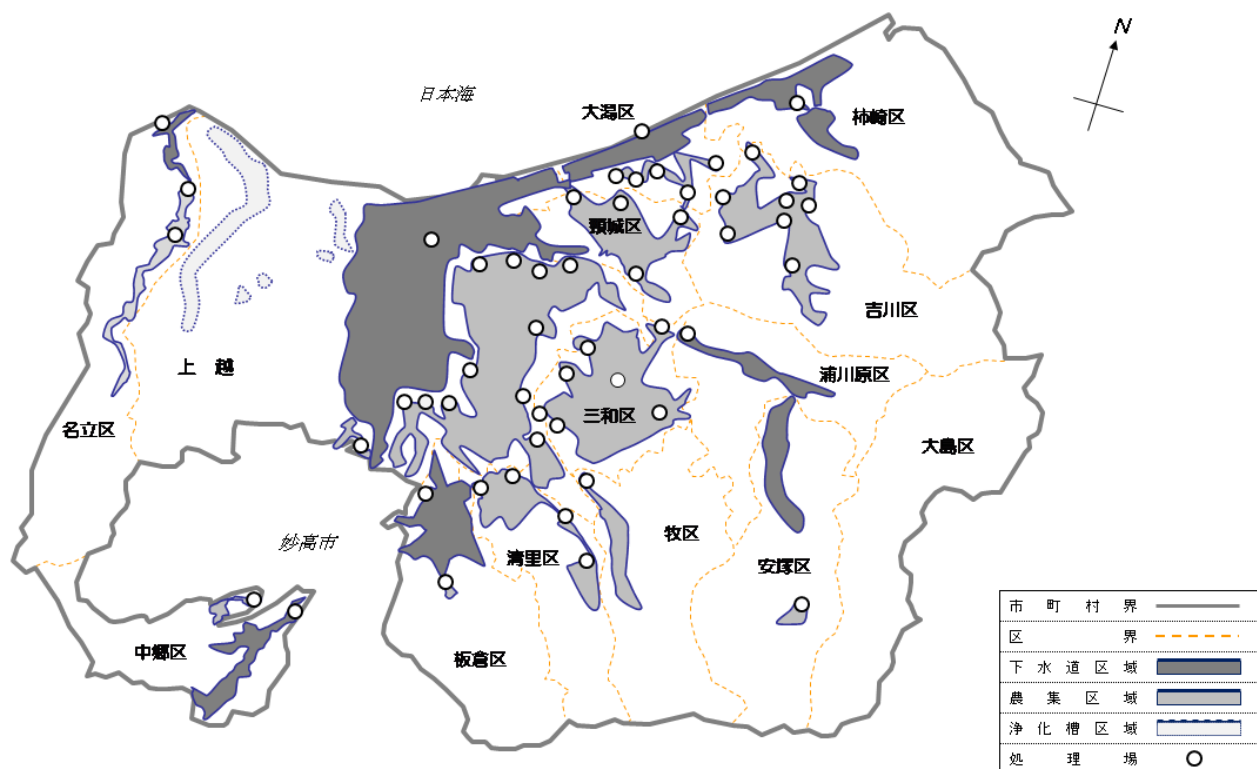 N
日本海
大潟区
柿崎区
頸城区
吉川区
上 越
浦川原区
三和区
名立区
大島区
妙高市
清里区
牧区
安塚区
中郷区
板倉区
市町村界
区界
下水道区域
農集区域
浄化槽区域
処理場